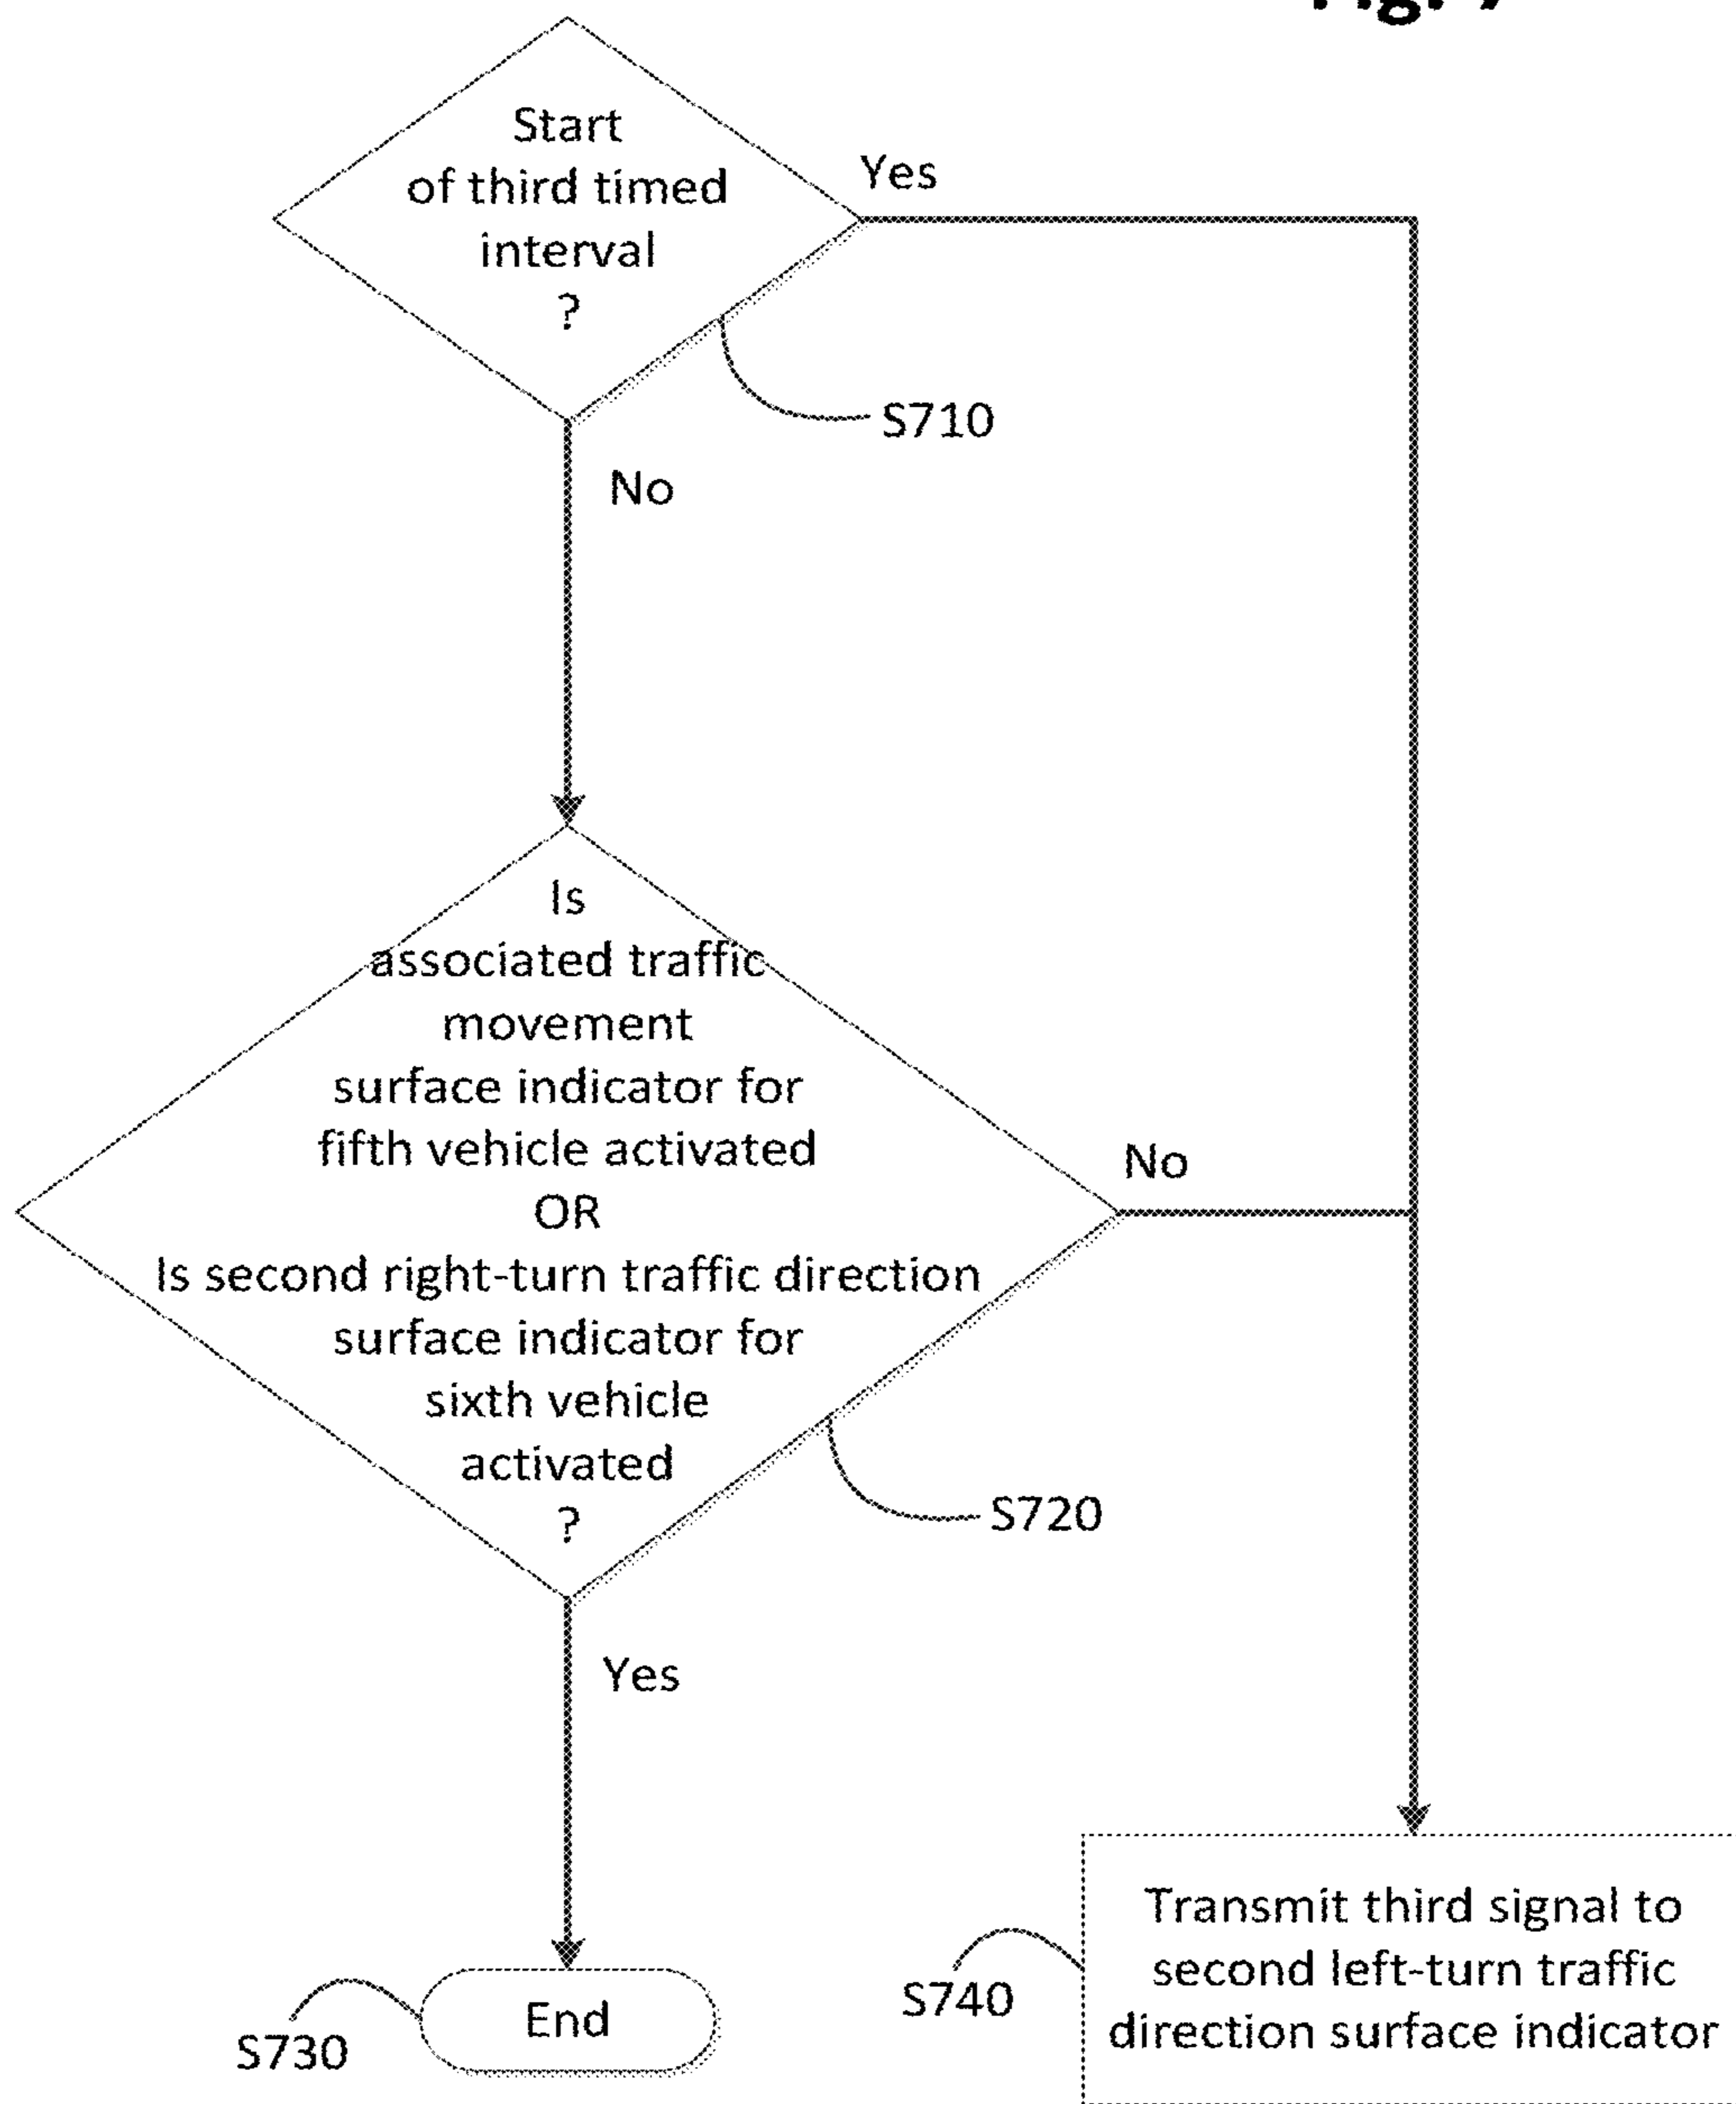 Start
of third timed
interval
?
Yes
S710
No
Is
associated traffic
movement
surface indicator for
fifth vehicle activated
OR
Is second right-turn traffic direction
surface indicator for
sixth vehicle
activated
?
No
S720
Yes
End
S730
Transmit third signal to
second left-turn traffic
direction surface indicator
S740